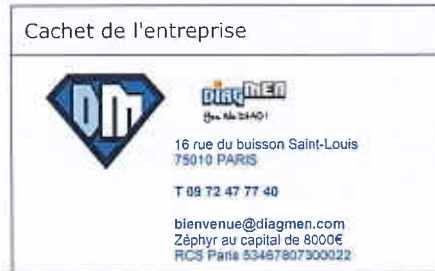 Cachet de l'entreprise
DM
DIAGMEN
16 rue du buisson Saint-Louis
75010 PARIS
T 09 72 47 77 40
bienvenue@diagmen.com
Zéphyr au capital de 8000€
RCS Paris 53467807300022